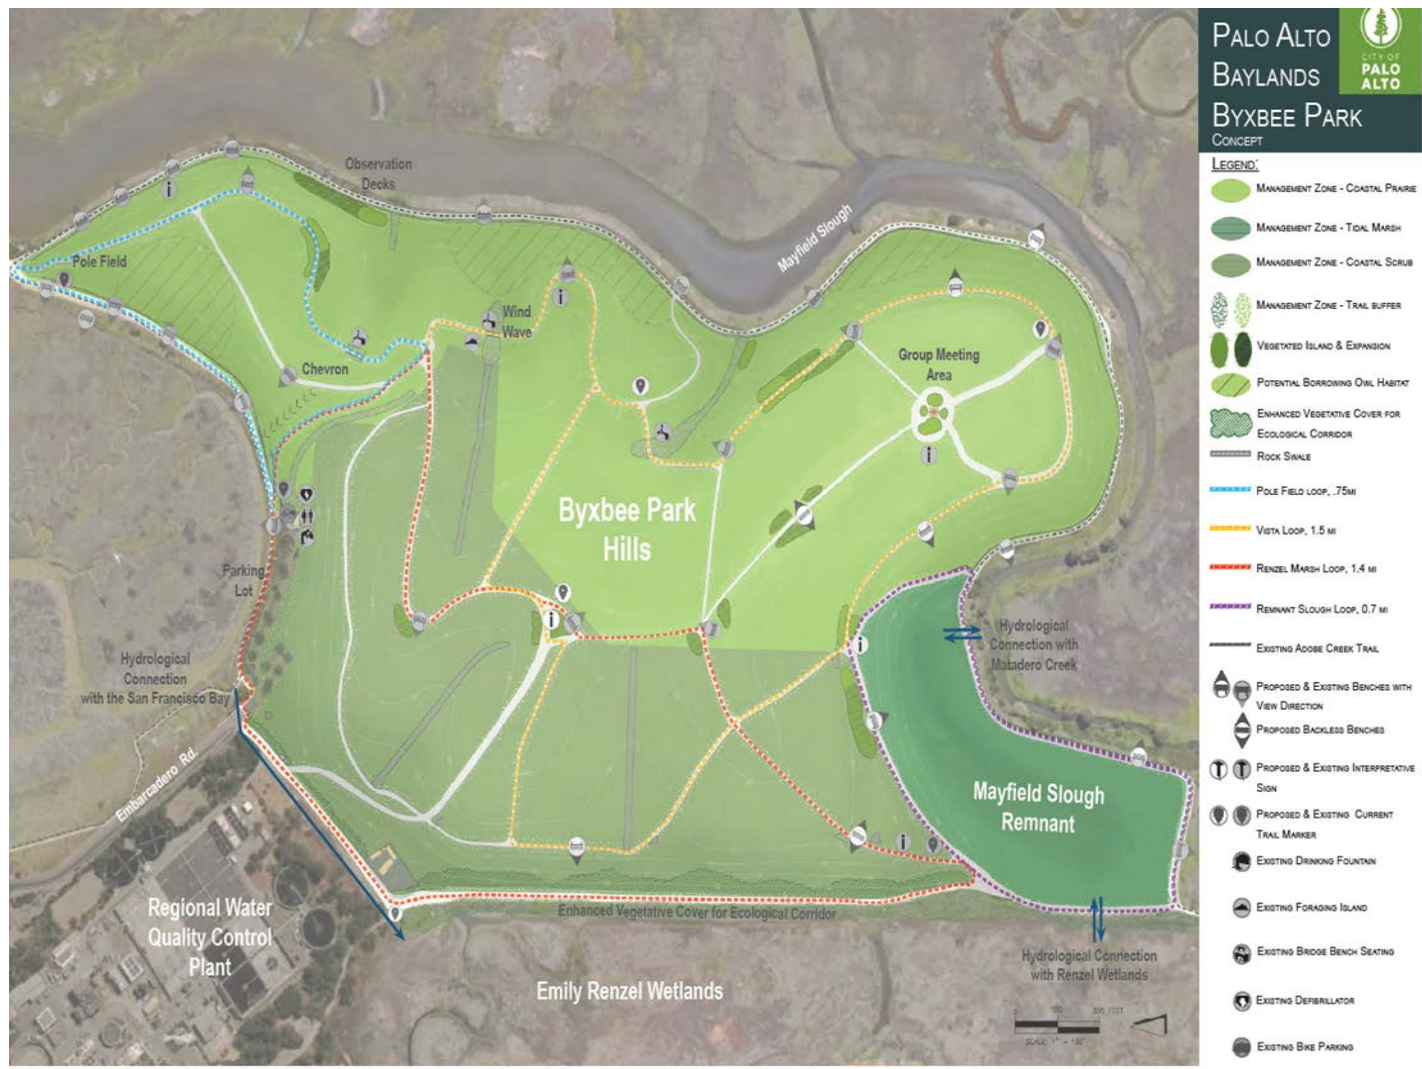 PALO ALTO
BAYLANDS
BYXBEE PARK
CONCEPT
CITY OF
PALO
ALTO
LEGEND:
MANAGEMENT ZONE - COASTAL PRAIRIE
MANAGEMENT ZONE - TIDAL MARSH
MANAGEMENT ZONE - COASTAL SCRUB
MANAGEMENT ZONE - TRAIL BUFFER
VEGETATED ISLAND & EXPANSION
POTENTIAL BORROWING OWL HABITAT
ENHANCED VEGETATIVE COVER FOR
ECOLOGICAL CORRIDOR
ROCK SWALE
POLE FIELD LOOP, .75MI
VISTA LOOP, 1.5 MI
RENZEL MARSH LOOP, 1.4 MI
REMNANT SLOUGH LOOP, 0.7 MI
EXISTING ADOBE CREEK TRAIL
PROPOSED & EXISTING BENCHES WITH
VIEW DIRECTION
PROPOSED BACKLESS BENCHES
PROPOSED & EXISTING INTERPRETATIVE
SIGN
PROPOSED & EXISTING CURRENT
TRAIL MARKER
EXISTING DRINKING FOUNTAIN
EXISTING FORAGING ISLAND
EXISTING BRIDGE BENCH SEATING
EXISTING DEFIBRILLATOR
EXISTING BIKE PARKING
Observation
Decks
Mayfield Slough
Pole Field
Wind
Wave
Chevron
Group Meeting
Area
Byxbee Park
Hills
Parking
Lot
Hydrological
Connection
with the San Francisco Bay
Hydrological
Connection with
Matadero Creek
Embarcadero Rd.
Mayfield Slough
Remnant
Regional Water
Quality Control
Plant
Enhanced Vegetative Cover for Ecological Corridor
Hydrological Connection
with Renzel Wetlands
Emily Renzel Wetlands